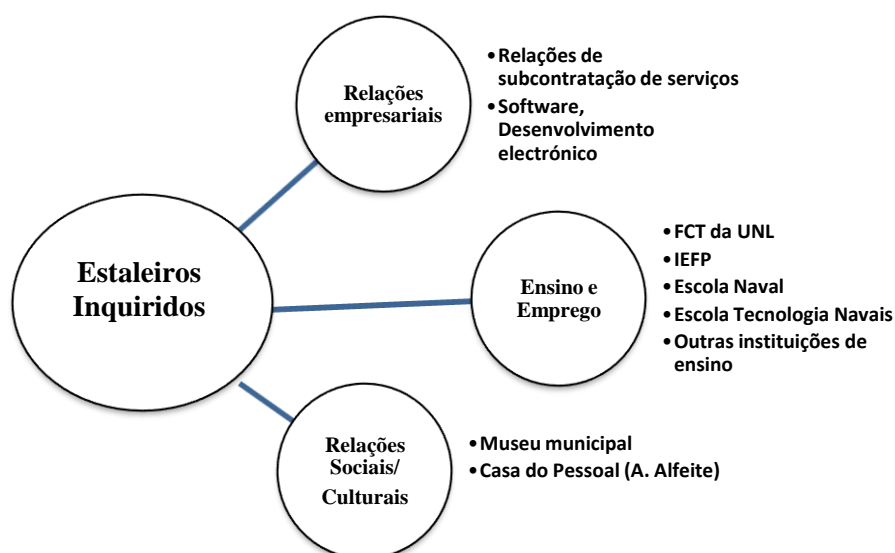 Relações
empresariais
•Relações de
subcontratação de serviços
•Software,
Desenvolvimento
electrónico
Estaleiros
Inquiridos
Ensino e
Emprego
•FCT da UNL
•IEFP
•Escola Naval
•Escola Tecnologia Navais
•Outras instituições de
ensino
Relações
Sociais/
Culturais
•Museu municipal
•Casa do Pessoal (A. Alfeite)